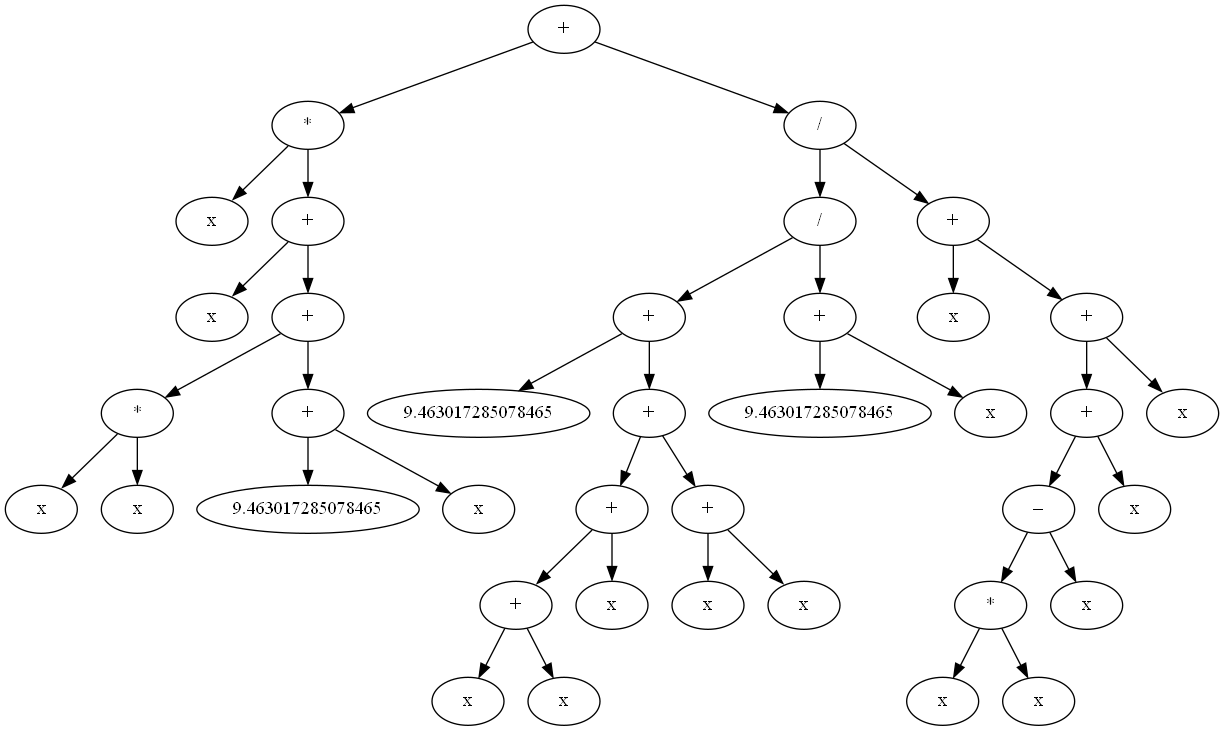 +
* /
x + / +
x + + + x +
* + 9.463017285078465 + 9.463017285078465 x + x
x x 9.463017285078465 x + + − x
+ x x x * x
x x x x